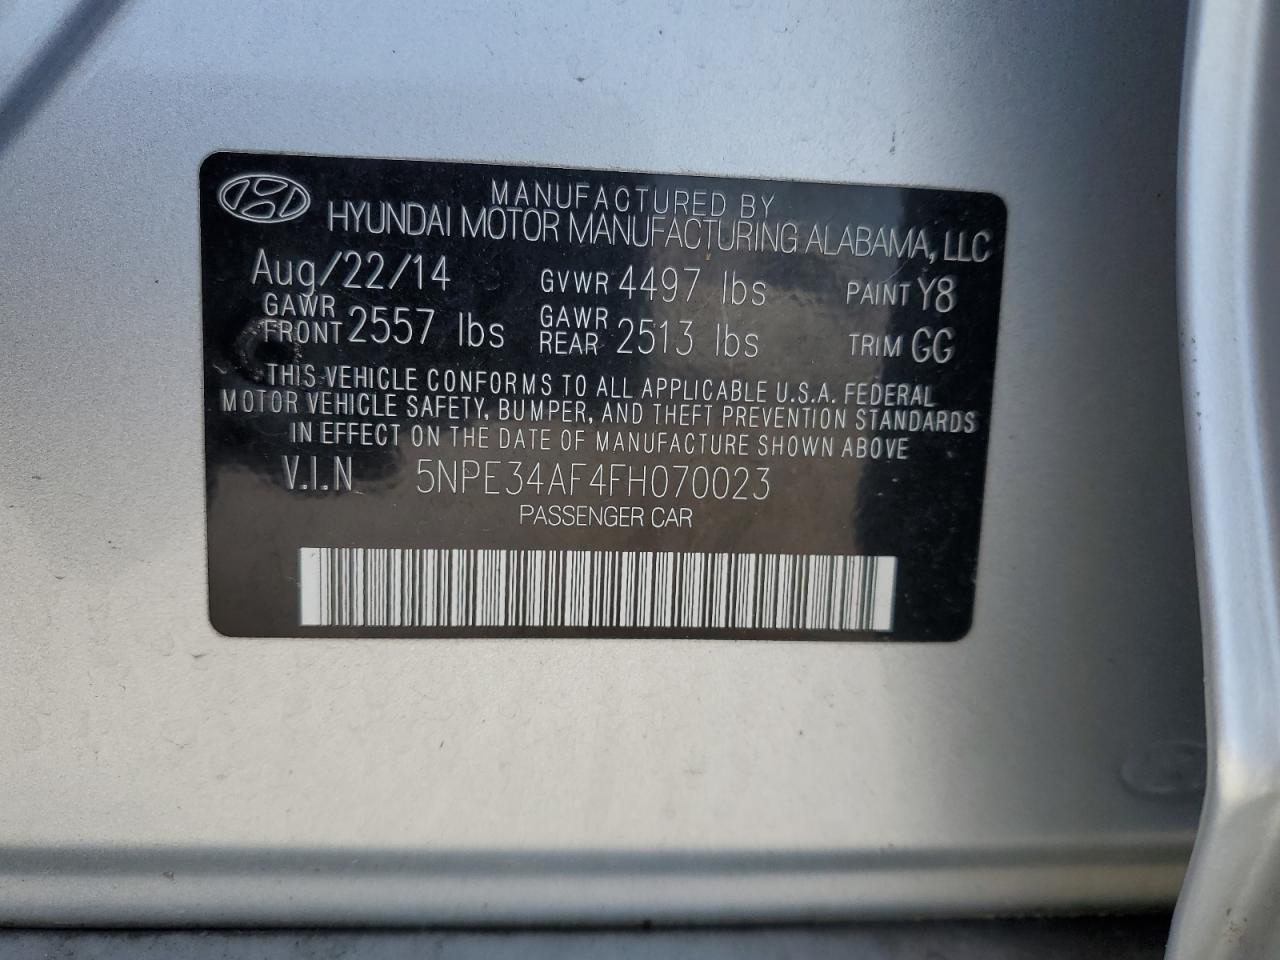 MANUFACTURED BY
HYUNDAI MOTOR MANUFACTURING ALABAMA, LLC
Aug/22/14 GVWR 4497 lbs PAINT Y8
GAWR FRONT 2557 lbs GAWR REAR 2513 lbs TRIM GG
THIS VEHICLE CONFORMS TO ALL APPLICABLE U.S.A. FEDERAL
MOTOR VEHICLE SAFETY, BUMPER, AND THEFT PREVENTION STANDARDS
IN EFFECT ON THE DATE OF MANUFACTURE SHOWN ABOVE
V.I.N 5NPE34AF4FH070023
PASSENGER CAR